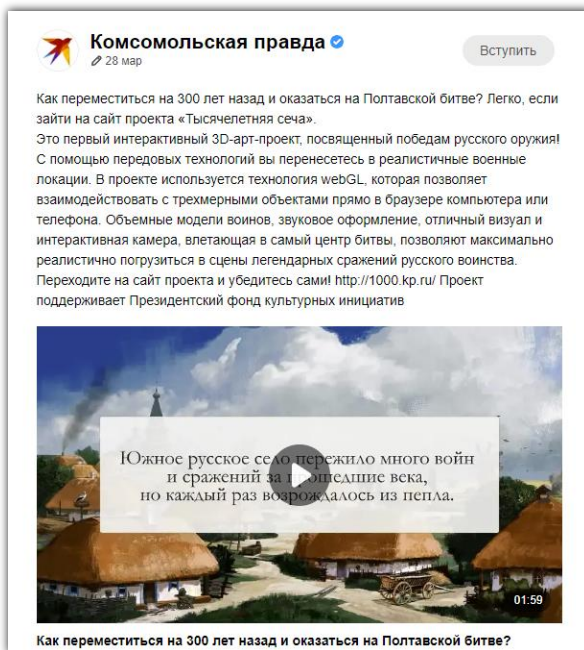 Комсомольская правда
28 мар
Вступить
Как переместиться на 300 лет назад и оказаться на Полтавской битве? Легко, если
зайти на сайт проекта «Тысячелетняя сеча».
Это первый интерактивный 3D-арт-проект, посвященный победам русского оружия!
С помощью передовых технологий вы перенесетесь в реалистичные военные
локации. В проекте используется технология webGL, которая позволяет
взаимодействовать с трехмерными объектами прямо в браузере компьютера или
телефона. Объемные модели воинов, звуковое оформление, отличный визуал и
интерактивная камера, влетающая в самый центр битвы, позволяют максимально
реалистично погрузиться в сцены легендарных сражений русского воинства.
Переходите на сайт проекта и убедитесь сами! http://1000.kp.ru/ Проект
поддерживает Президентский фонд культурных инициатив
Южное русское село пережило много войн
и сражений за прошедшие века,
но каждый раз возрождалось из пепла.
01:59
Как переместиться на 300 лет назад и оказаться на Полтавской битве?